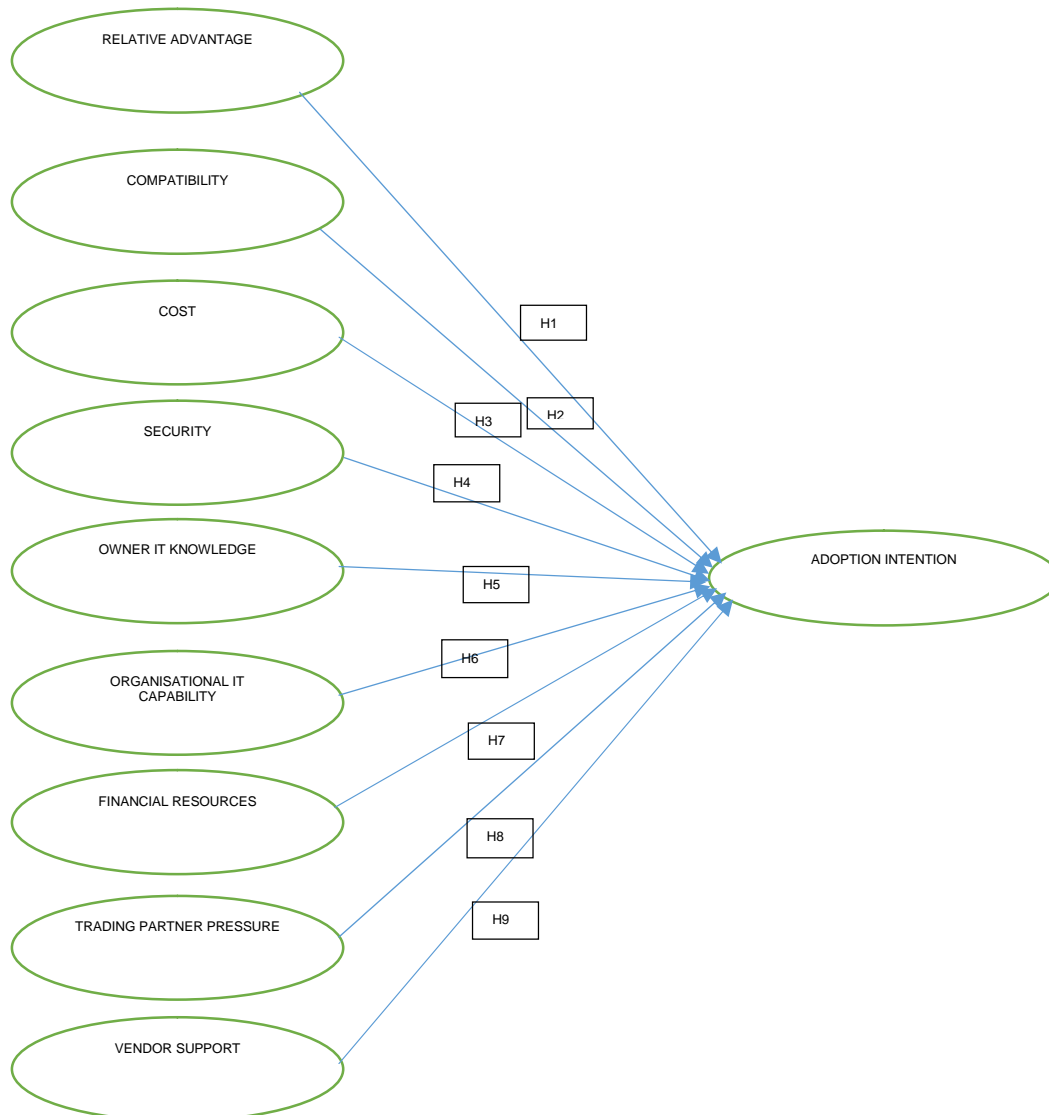 RELATIVE ADVANTAGE
COMPATIBILITY
COST
SECURITY
OWNER IT KNOWLEDGE
ORGANISATIONAL IT
CAPABILITY
FINANCIAL RESOURCES
TRADING PARTNER PRESSURE
VENDOR SUPPORT
H1
H2
H3
H4
H5
H6
H7
H8
H9
ADOPTION INTENTION